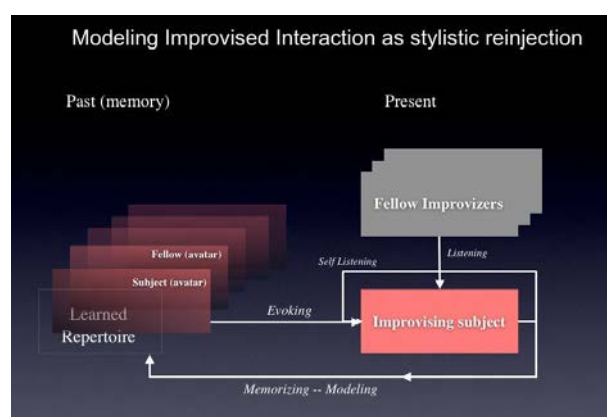 Modeling Improvised Interaction as stylistic reinjection
Past (memory)
Present
Fellow Improvizers
Fellow (avatar)
Self Listening
Listening
Subject (avatar)
Learned
Repertoire
Evoking
Improvising subject
Memorizing -- Modeling